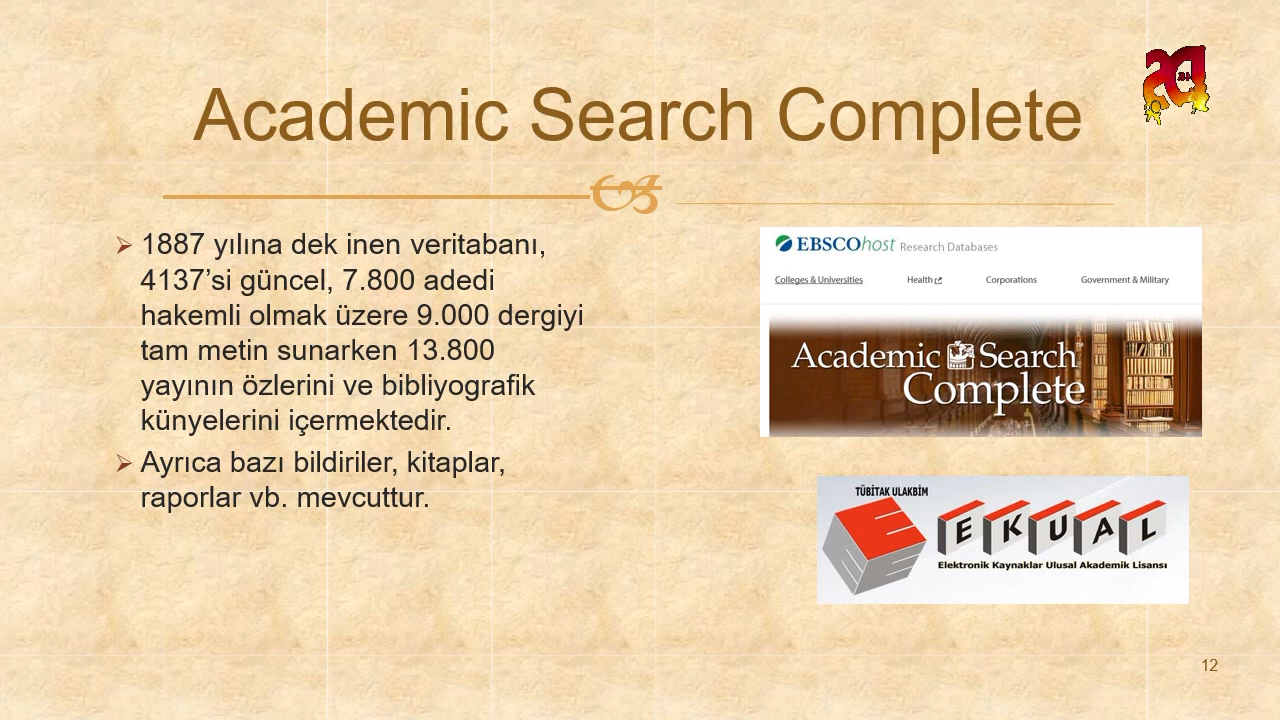 Academic Search Complete
1887 yılına dek inen veritabanı,
4137’si güncel, 7.800 adedi
hakemli olmak üzere 9.000 dergiyi
tam metin sunarken 13.800
yayının özlerini ve bibliyografik
künyelerini içermektedir.
Ayrıca bazı bildiriler, kitaplar,
raporlar vb. mevcuttur.
EBSCOhost Research Databases
Colleges & Universities Health Corporations Government & Military
Academic Search™
Complete
TÜBİTAK ULAKBİM
EKUAL
Elektronik Kaynaklar Ulusal Akademik Lisansı
12